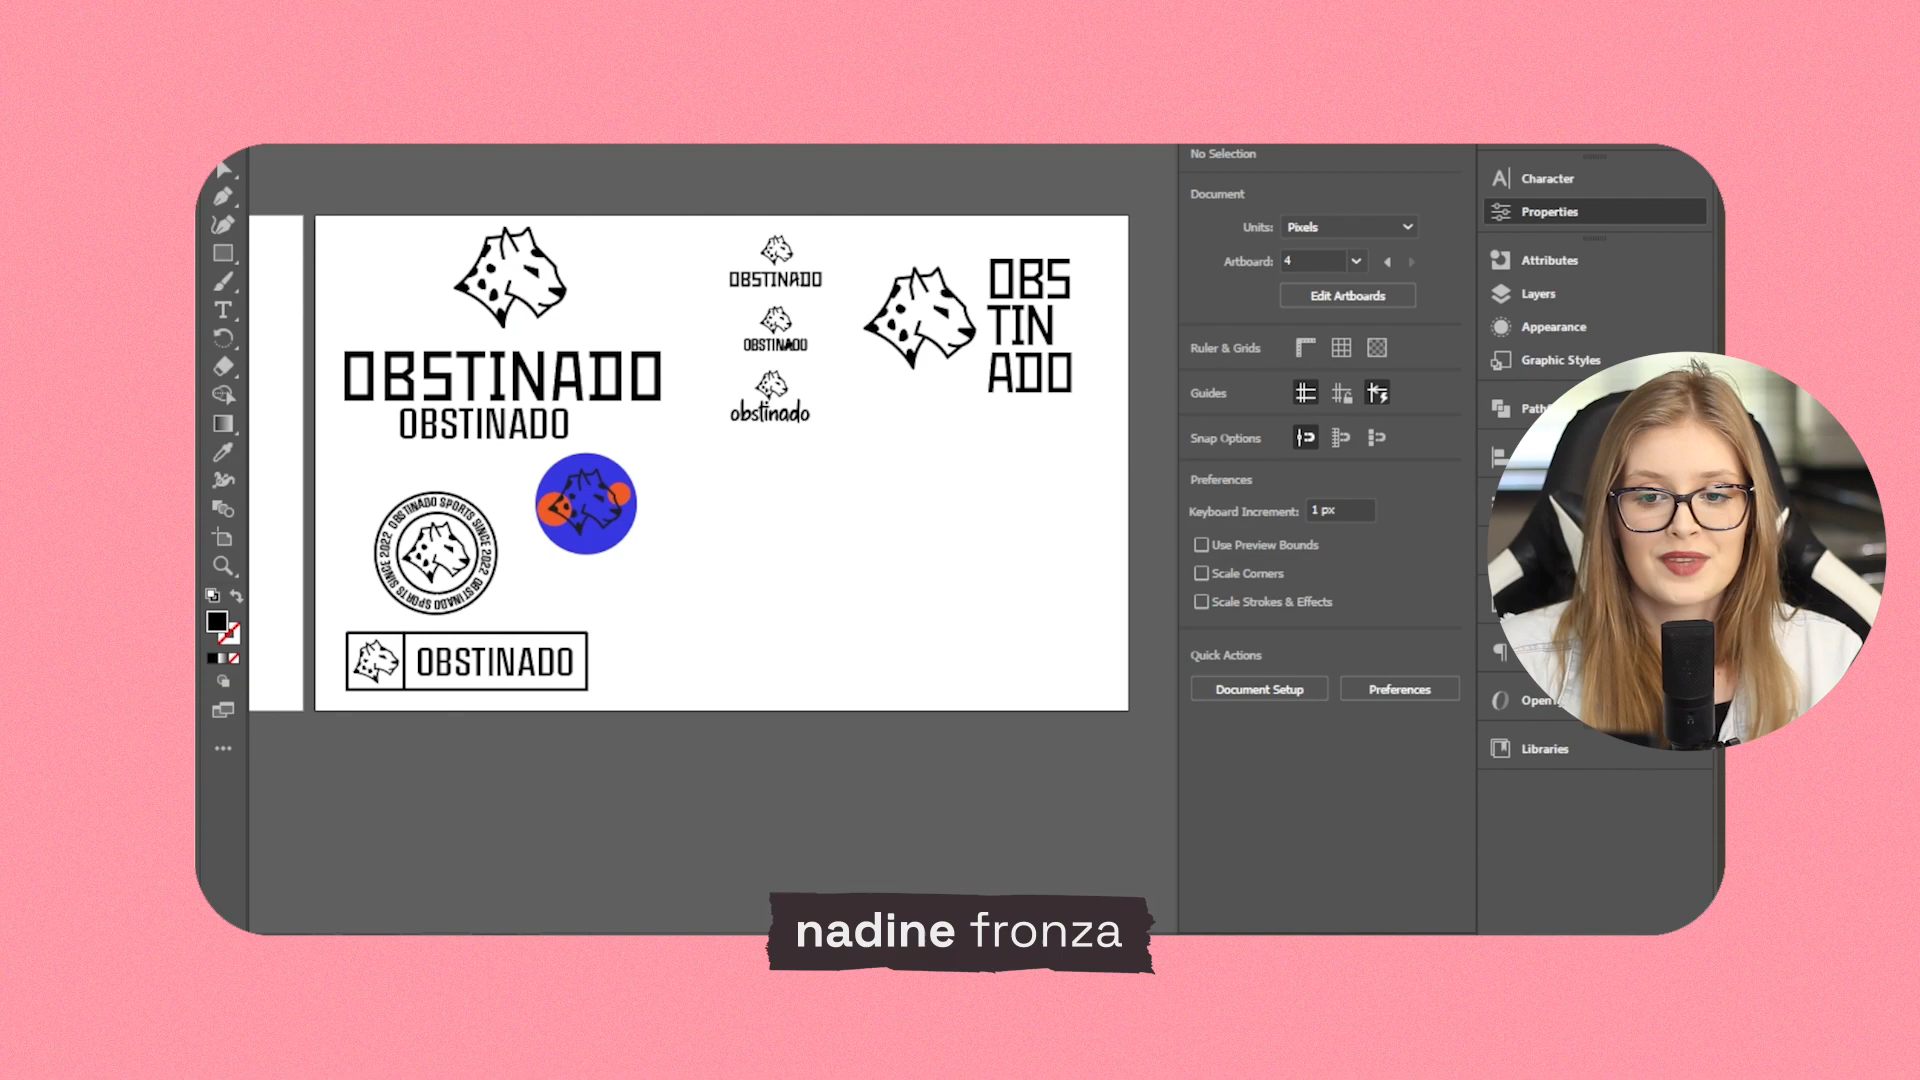 OBSTINADO
OBSTINADO
OBSTINADO SPORTS SINCE 2022 OBSTINADO SPORTS SINCE 2022
OBSTINADO
OBSTINADO
OBSTINADO
obstinado
OBS
TIN
ADO
No Selection
Document
Units: Pixels
Artboard: 4
Edit Artboards
Ruler & Grids
Guides
Snap Options
Preferences
Keyboard Increment: 1 px
Use Preview Bounds
Scale Corners
Scale Strokes & Effects
Quick Actions
Document Setup
Preferences
Character
Properties
Attributes
Layers
Appearance
Graphic Styles
Libraries
nadine fronza